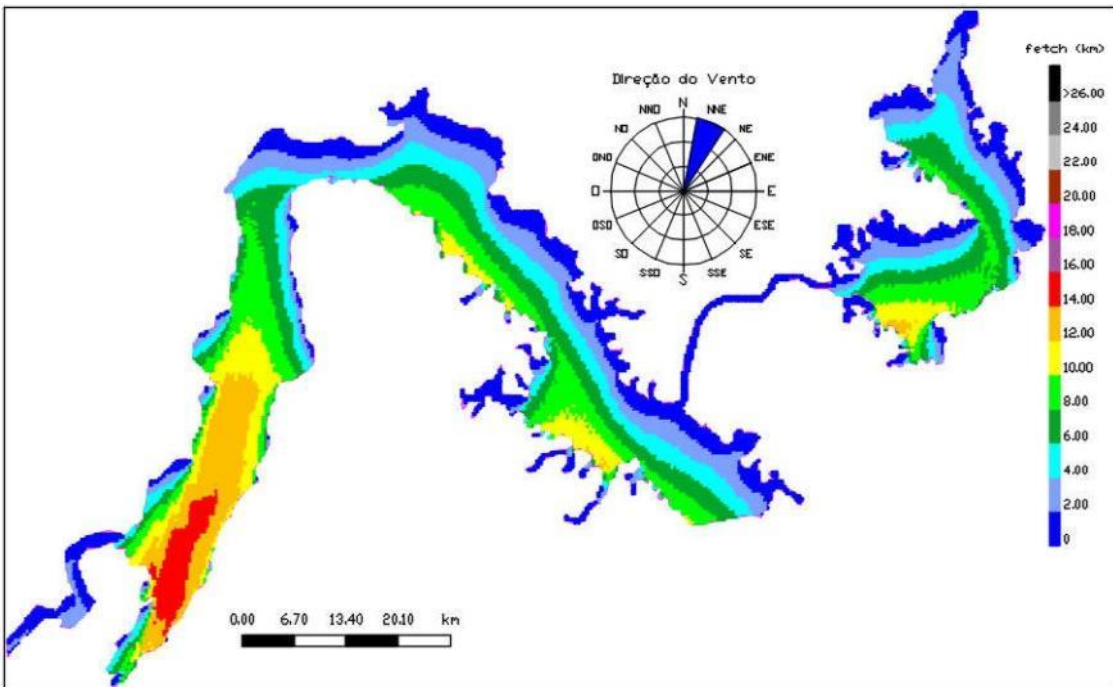 Direção do Vento
N
NNO
NNE
NO
NE
ONO
ENE
O
E
OSO
ESE
SO
SE
SSO
SSE
S
fetch (km)
>26.00
24.00
22.00
20.00
18.00
16.00
14.00
12.00
10.00
8.00
6.00
4.00
2.00
0
0.00 6.70 13.40 20.10 km